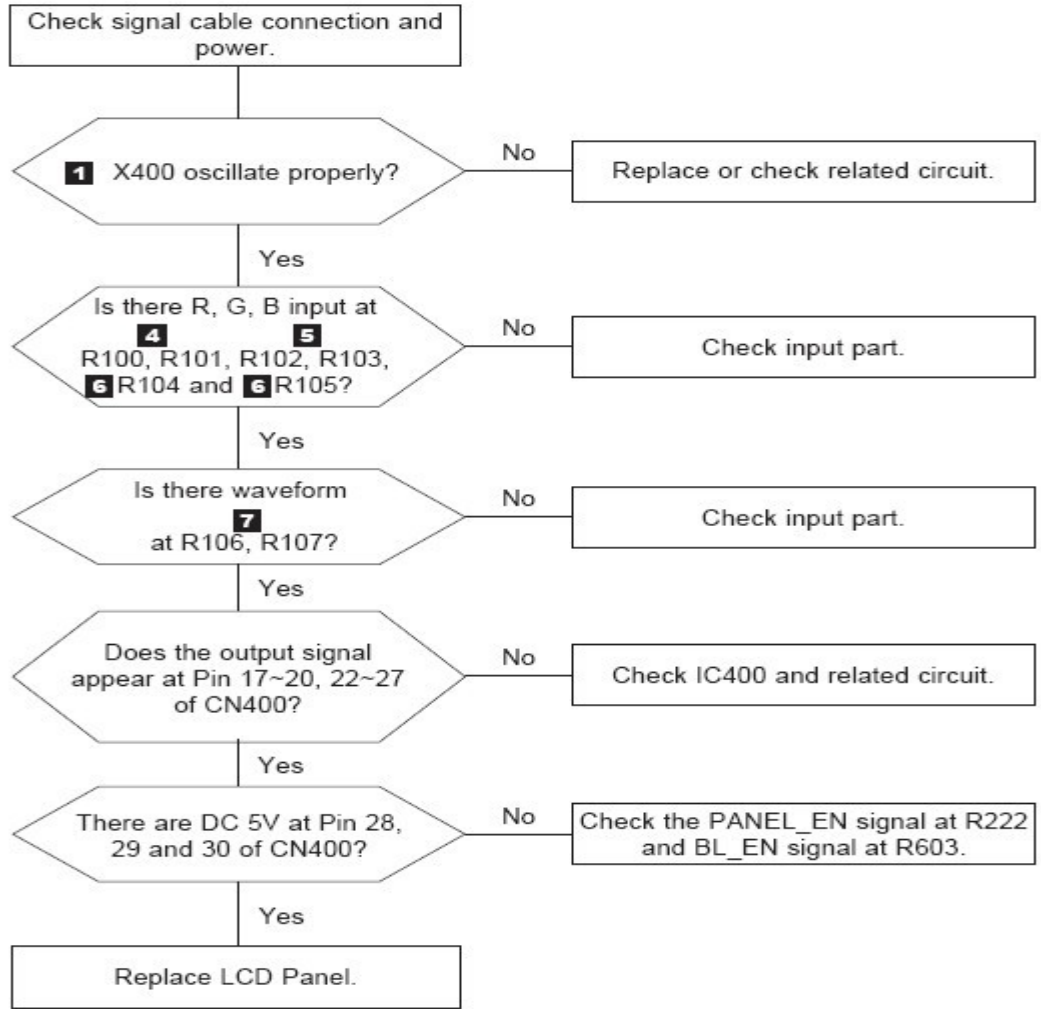 Check signal cable connection and
power.
1 X400 oscillate properly?
No
Replace or check related circuit.
Yes
Is there R, G, B input at
4 5
R100, R101, R102, R103,
6 R104 and 6 R105?
No
Check input part.
Yes
Is there waveform
7
at R106, R107?
No
Check input part.
Yes
Does the output signal
appear at Pin 17~20, 22~27
of CN400?
No
Check IC400 and related circuit.
Yes
There are DC 5V at Pin 28,
29 and 30 of CN400?
No
Check the PANEL_EN signal at R222
and BL_EN signal at R603.
Yes
Replace LCD Panel.